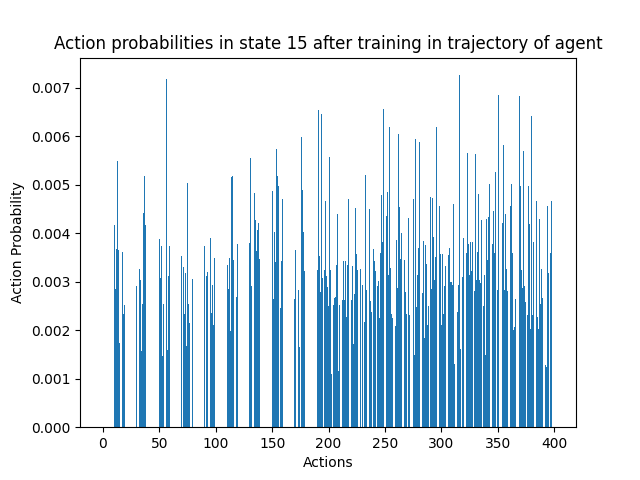 Action probabilities in state 15 after training in trajectory of agent
0.007
0.006
0.005
0.004
0.003
0.002
0.001
0.000
Action Probability
0 50 100 150 200 250 300 350 400
Actions